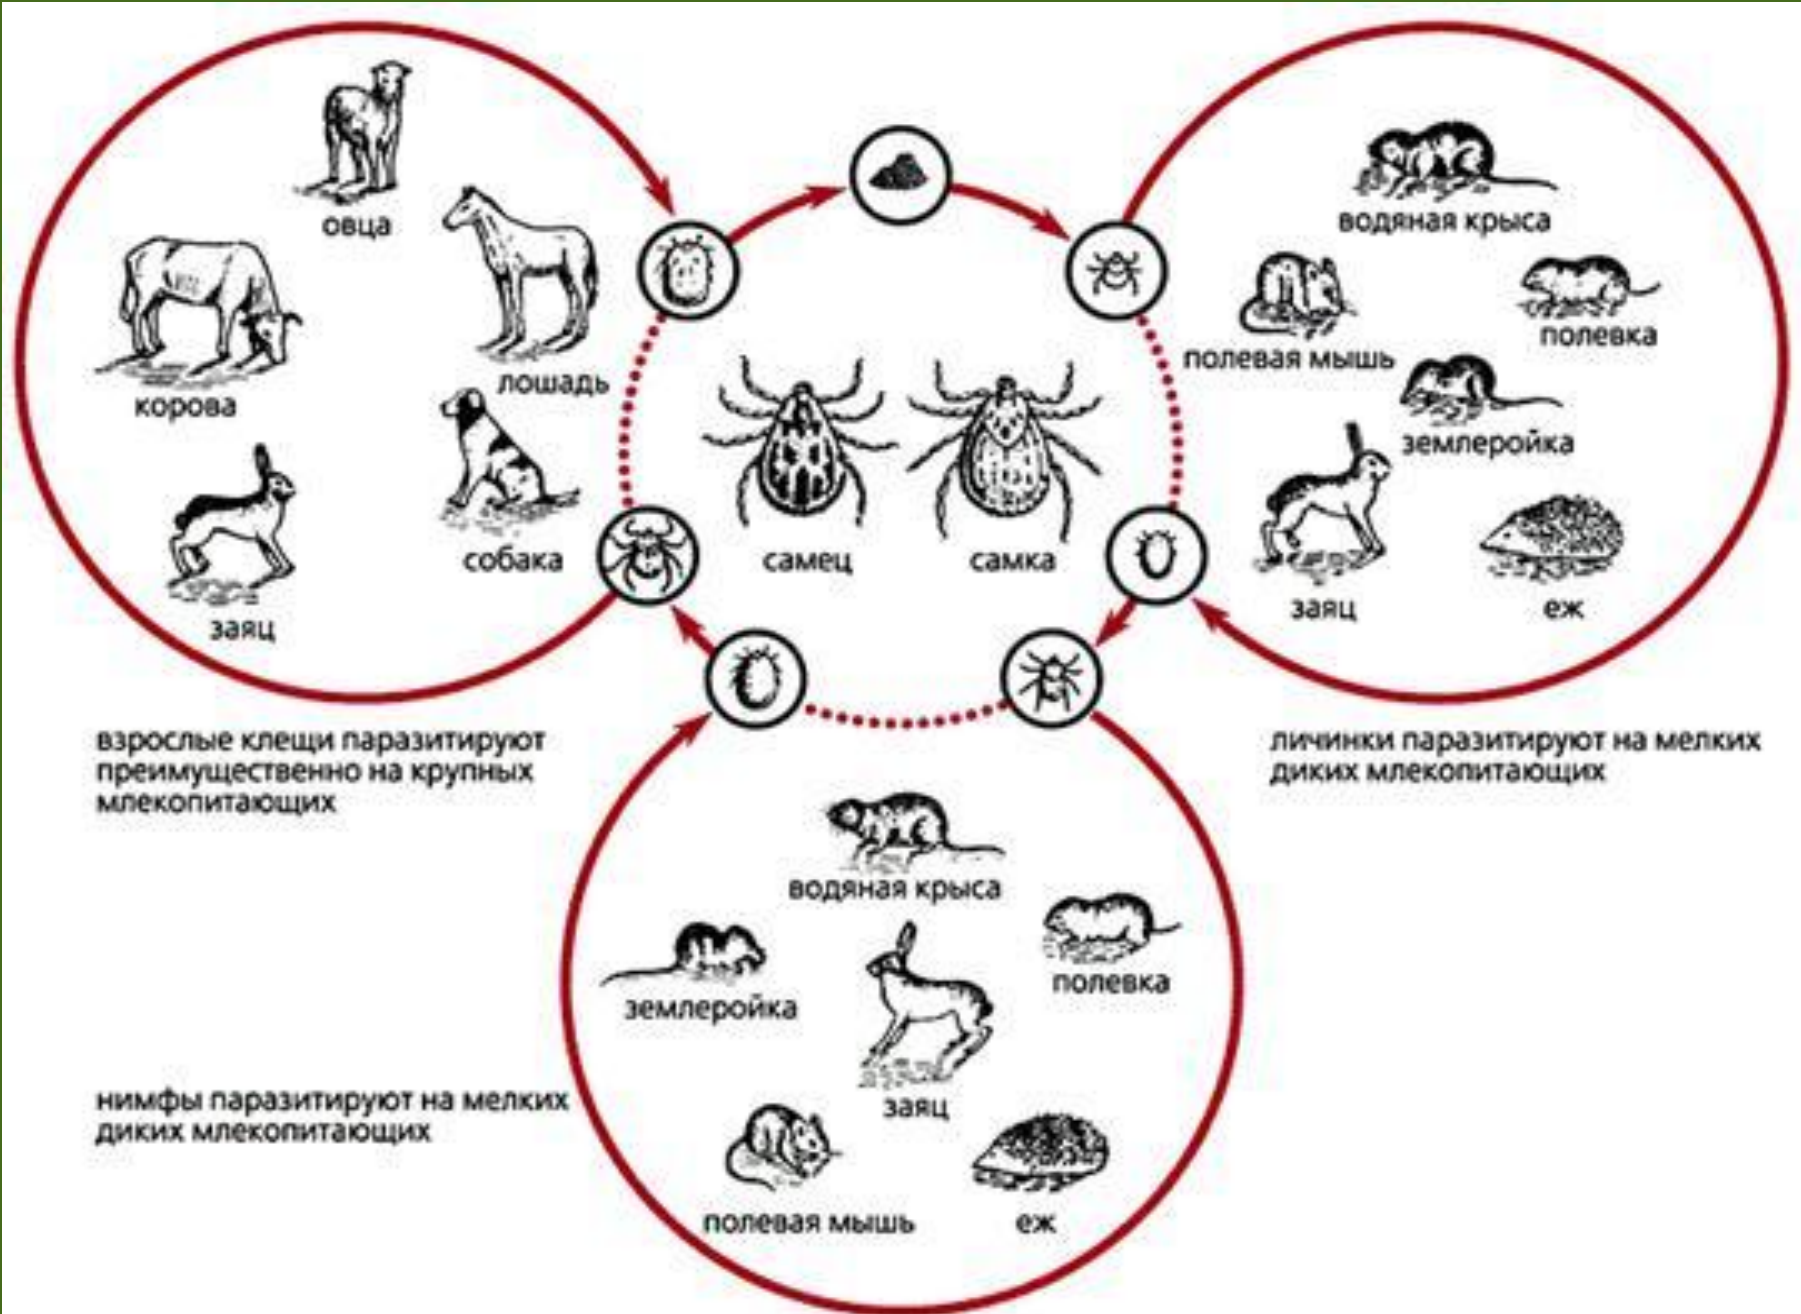 овца
корова
лошадь
собака
заяц
самец
самка
водяная крыса
полевая мышь
полевка
землеройка
заяц
еж
взрослые клещи паразитируют
преимущественно на крупных
млекопитающих
личинки паразитируют на мелких
диких млекопитающих
водяная крыса
землеройка
полевка
заяц
полевая мышь
еж
нимфы паразитируют на мелких
диких млекопитающих